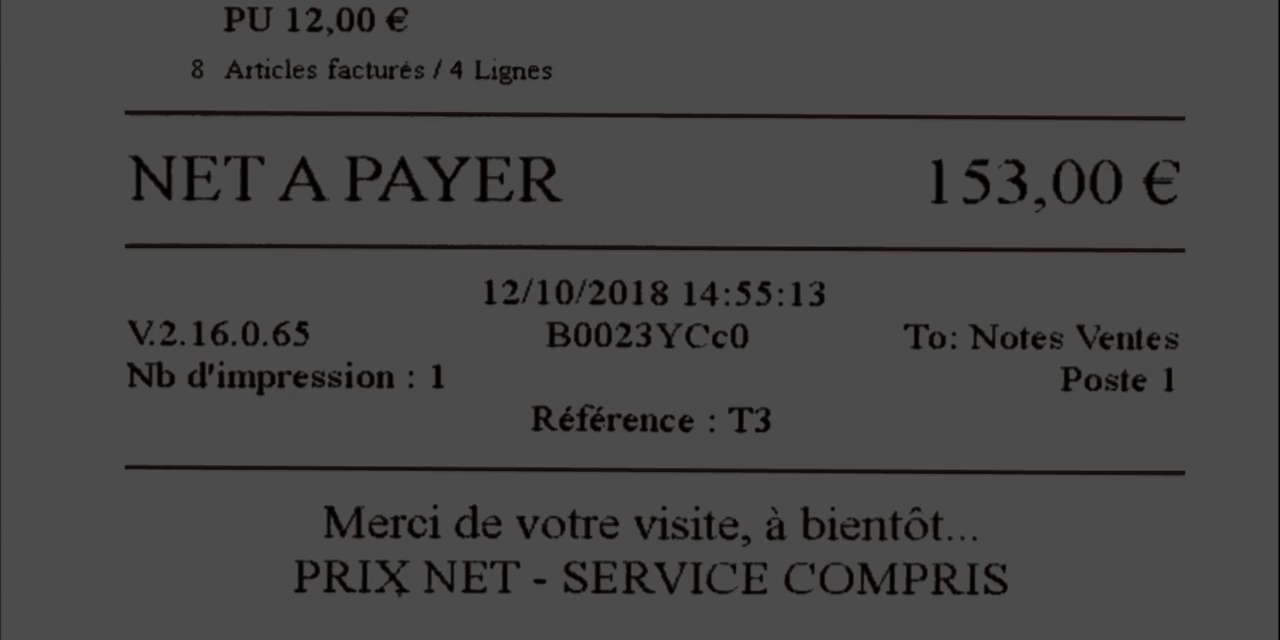 PU 12,00 €
8 Articles facturés / 4 Lignes
NET A PAYER 153,00 €
12/10/2018 14:55:13
V.2.16.0.65 B0023YCc0 To: Notes Ventes
Nb d'impression : 1 Poste 1
Référence : T3
Merci de votre visite, à bientôt...
PRIX NET - SERVICE COMPRIS